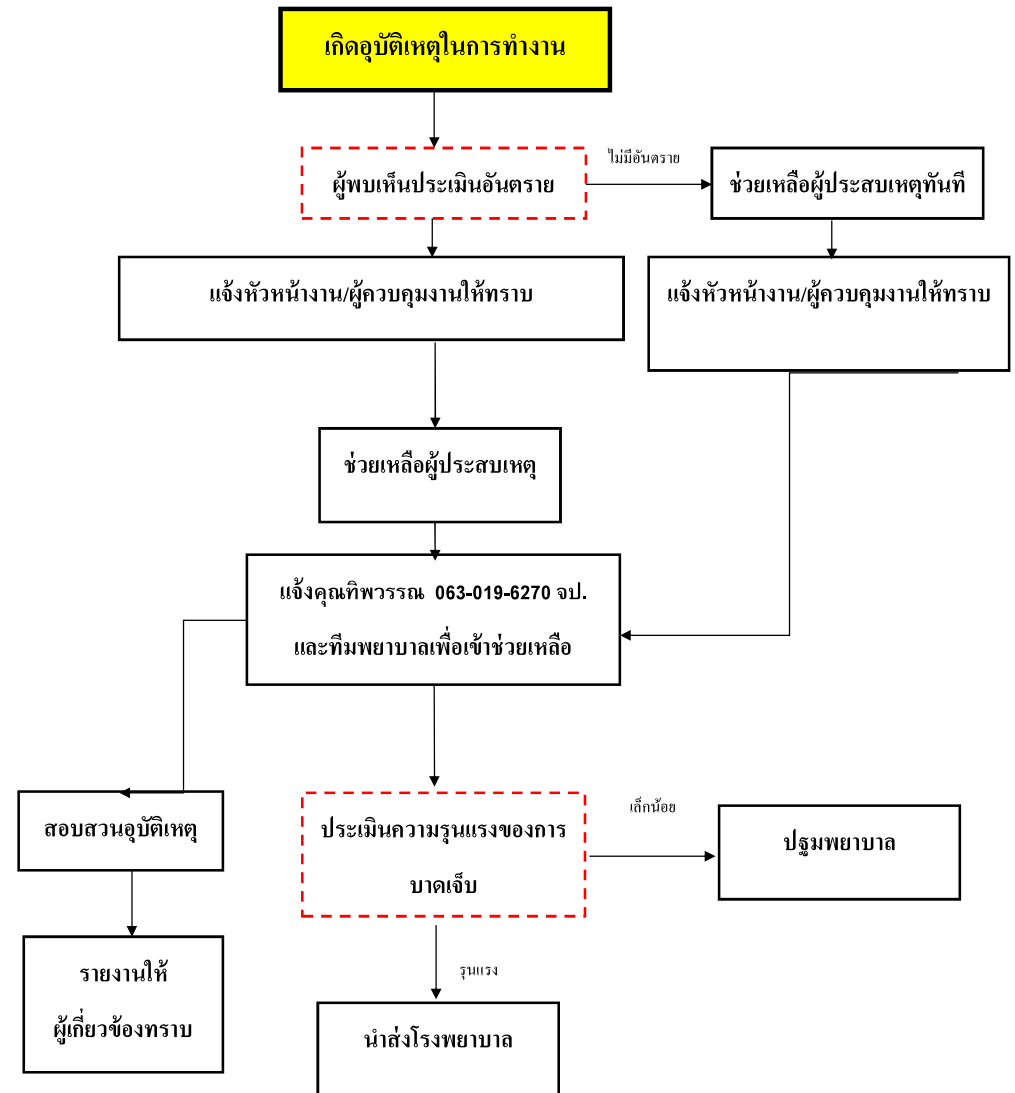 เกิดอุบัติเหตุในการทำงาน
ผู้พบเห็นประเมินอันตราย
ไม่มีอันตราย
ช่วยเหลือผู้ประสบเหตุทันที
แจ้งหัวหน้างาน/ผู้ควบคุมงานให้ทราบ
แจ้งหัวหน้างาน/ผู้ควบคุมงานให้ทราบ
ช่วยเหลือผู้ประสบเหตุ
แจ้งคุณทิพวรรณ 063-019-6270 จป.
และทีมพยาบาลเพื่อเข้าช่วยเหลือ
สอบสวนอุบัติเหตุ
ประเมินความรุนแรงของการ
บาดเจ็บ
เล็กน้อย
ปฐมพยาบาล
รายงานให้
ผู้เกี่ยวข้องทราบ
รุนแรง
นำส่งโรงพยาบาล